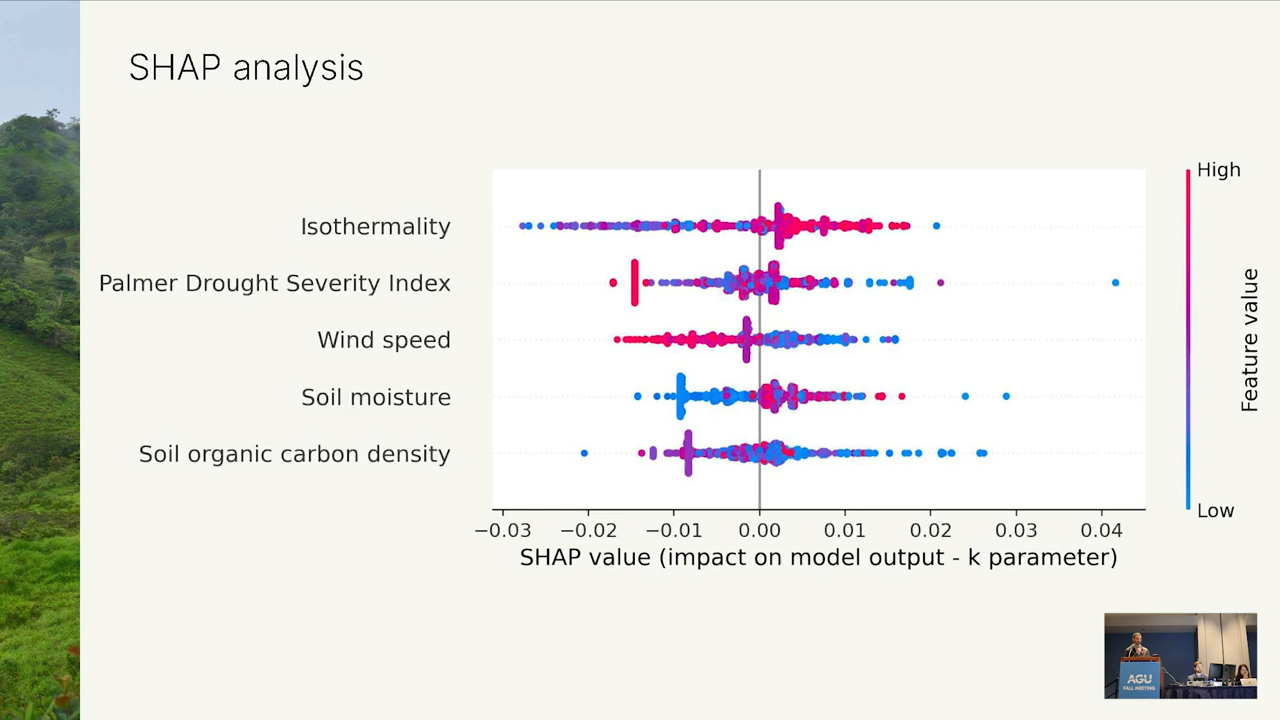 SHAP analysis
High
Isothermality
Palmer Drought Severity Index
Wind speed
Soil moisture
Soil organic carbon density
Feature value
Low
−0.03 −0.02 −0.01 0.00 0.01 0.02 0.03 0.04
SHAP value (impact on model output - k parameter)
AGU
FALL MEETING